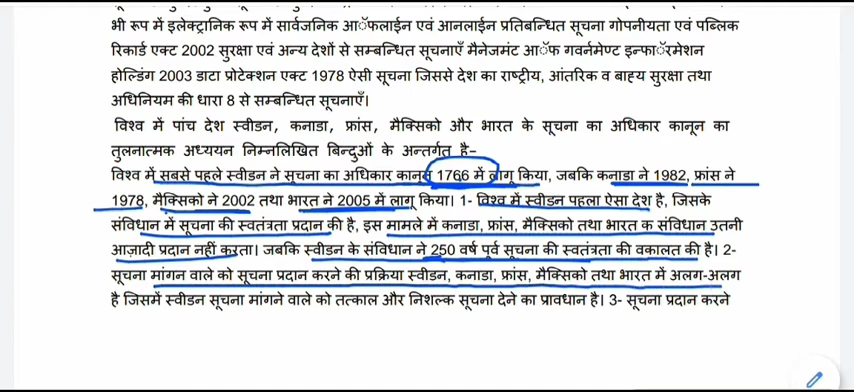 भी रूप में इलेक्ट्रानिक रूप में सार्वजनिक आॅफलाईन एवं आनलाईन प्रतिबन्धित सूचना गोपनीयता एवं पब्लिक
रिकार्ड एक्ट 2002 सुरक्षा एवं अन्य देशों से सम्बन्धित सूचनाएँ मैनेजमंट आॅफ गवर्नमेण्ट इन्फाॅरमेशन
होल्डिंग 2003 डाटा प्रोटेक्शन एक्ट 1978 ऐसी सूचना जिससे देश का राष्ट्रीय, आंतरिक व बाह्य सुरक्षा तथा
अधिनियम की धारा 8 से सम्बन्धित सूचनाएँ।
विश्व में पांच देश स्वीडन, कनाडा, फ्रांस, मैक्सिको और भारत के सूचना का अधिकार कानून का
तुलनात्मक अध्ययन निम्नलिखित बिन्दुओं के अन्तर्गत है-
विश्व में सबसे पहले स्वीडन ने सूचना का अधिकार कानून 1766 में लागू किया, जबकि कनाडा ने 1982, फ्रांस ने
1978, मैक्सिको ने 2002 तथा भारत ने 2005 में लागू किया। 1- विश्व में स्वीडन पहला ऐसा देश है, जिसके
संविधान में सूचना की स्वतंत्रता प्रदान की है, इस मामले में कनाडा, फ्रांस, मैक्सिको तथा भारत क संविधान उतनी
आज़ादी प्रदान नहीं करता। जबकि स्वीडन के संविधान ने 250 वर्ष पूर्व सूचना की स्वतंत्रता की वकालत की है। 2-
सूचना मांगन वाले को सूचना प्रदान करने की प्रक्रिया स्वीडन, कनाडा, फ्रांस, मैक्सिको तथा भारत में अलग-अलग
है जिसमें स्वीडन सूचना मांगने वाले को तत्काल और निशल्क सूचना देने का प्रावधान है। 3- सूचना प्रदान करने